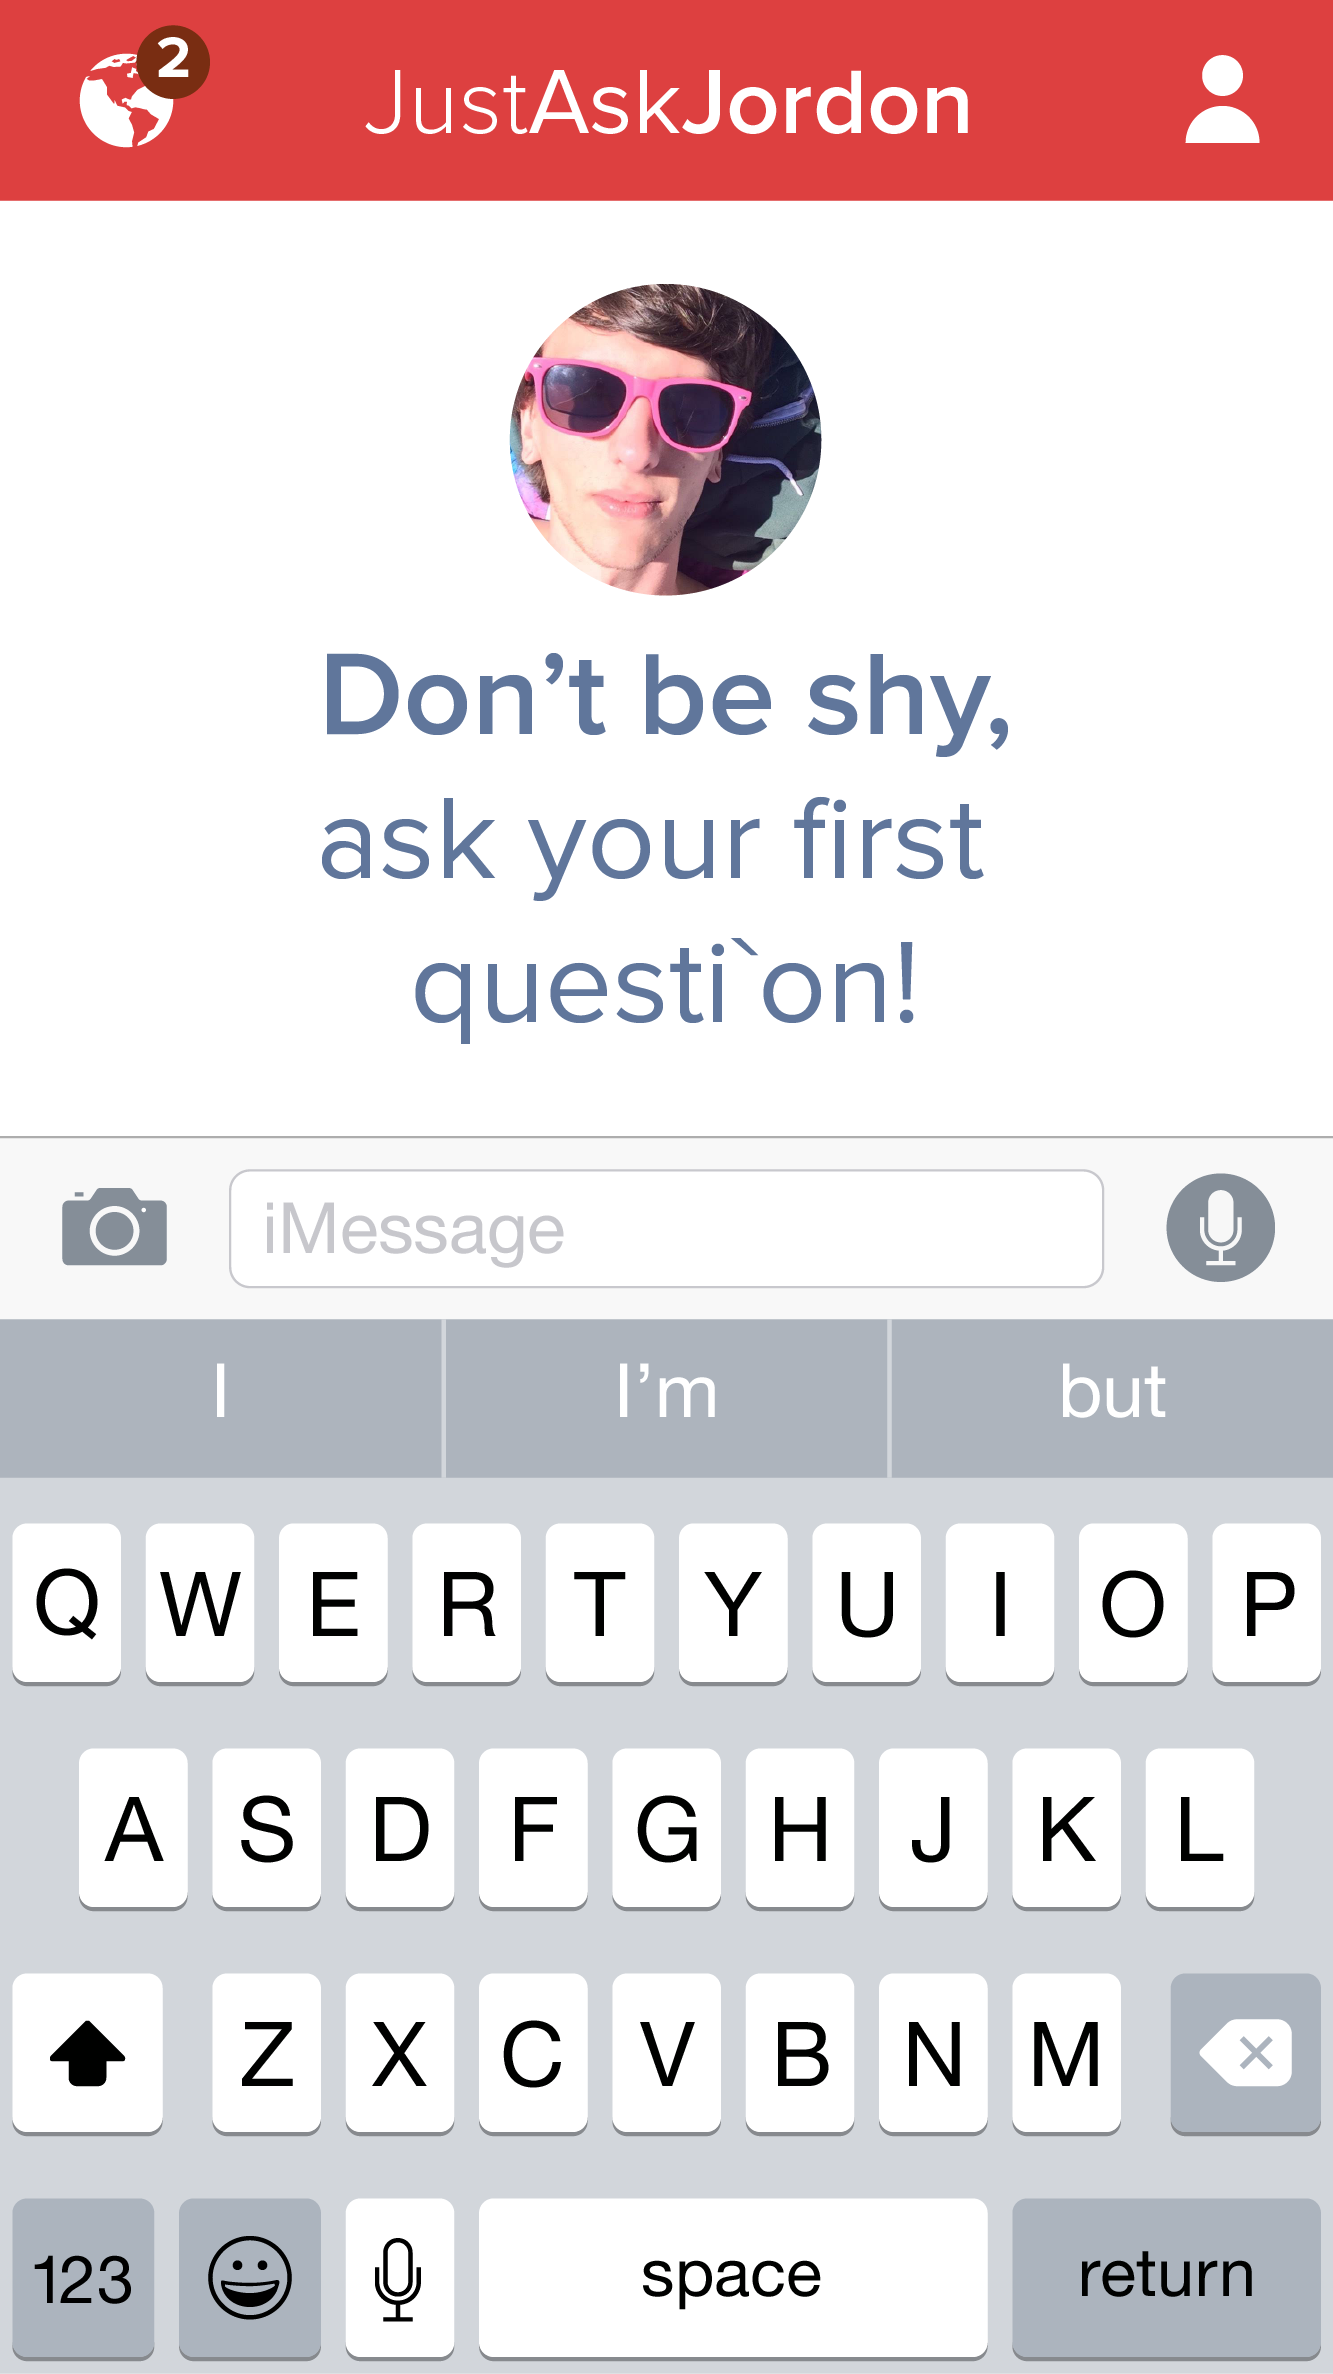 2
JustAskJordon
Don’t be shy,
ask your first
questi`on!
iMessage
I I’m but
Q W E R T Y U I O P
A S D F G H J K L
Z X C V B N M
123 space return